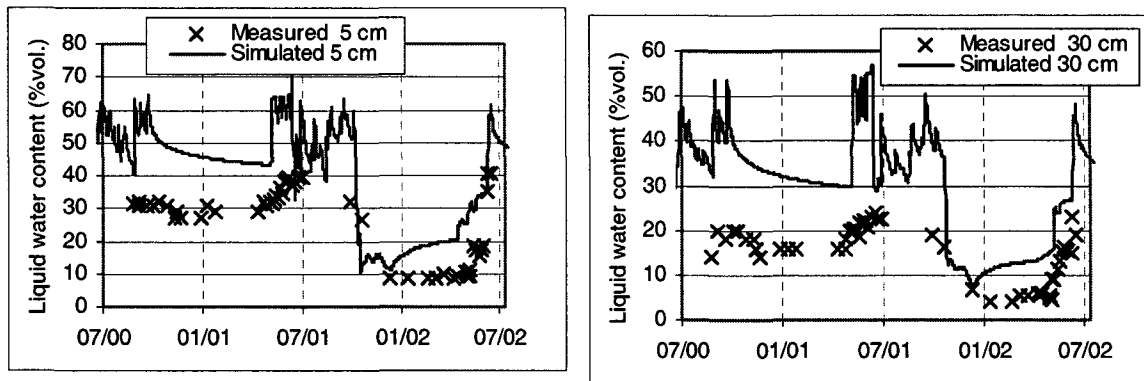 × Measured 5 cm
— Simulated 5 cm
Liquid water content (%vol.)
80
70
60
50
40
30
20
10
0
07/00 01/01 07/01 01/02 07/02
× Measured 30 cm
— Simulated 30 cm
Liquid water content (%vol.)
60
50
40
30
20
10
0
07/00 01/01 07/01 01/02 07/02